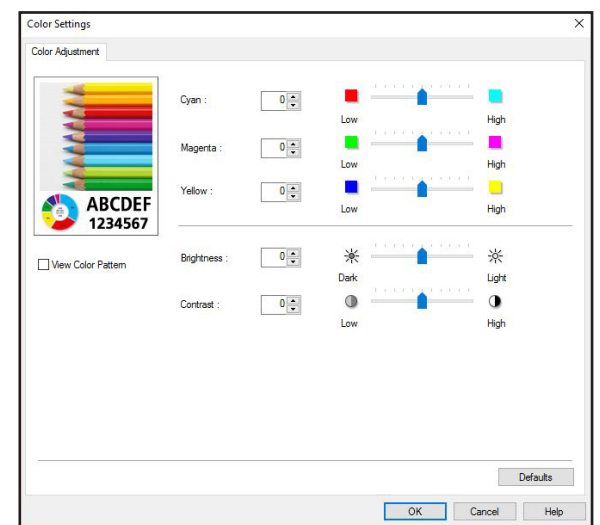 Color Settings
Color Adjustment
Cyan : 0
Low High
Magenta : 0
Low High
Yellow : 0
Low High
ABCDEF
1234567
View Color Pattern
Brightness : 0
Dark Light
Contrast : 0
Low High
Defaults
OK Cancel Help